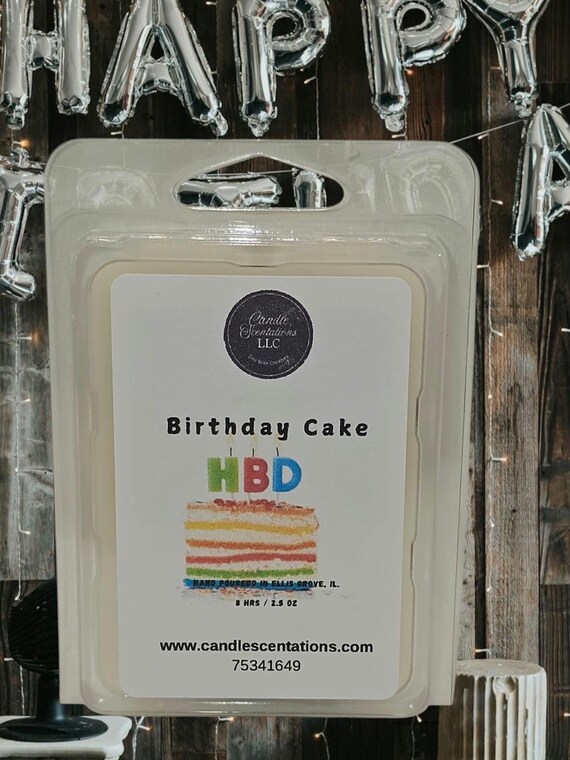 HAPPY
Candle
Scentations
LLC
Birthday Cake
HBD
HAND POURED IN ELLIS GROVE, IL.
8 HRS / 2.5 OZ
www.candlescentations.com
75341649